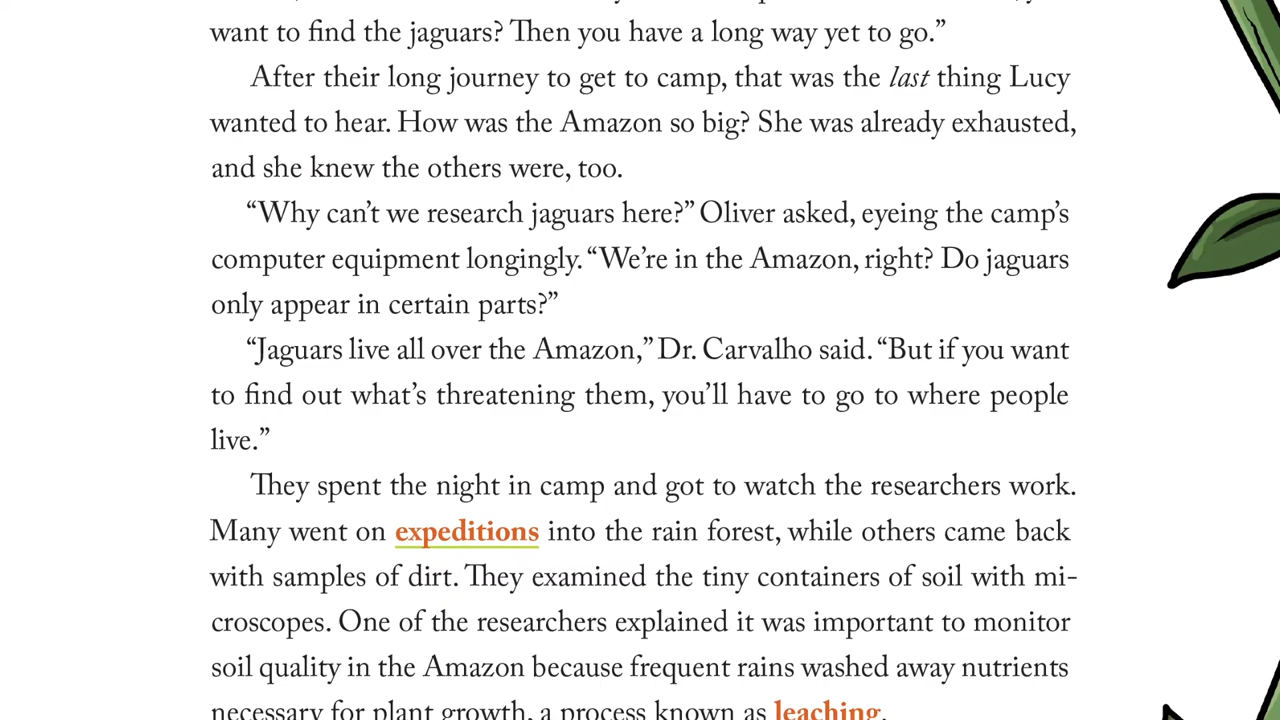 want to find the jaguars? Then you have a long way yet to go.”
After their long journey to get to camp, that was the last thing Lucy
wanted to hear. How was the Amazon so big? She was already exhausted,
and she knew the others were, too.
“Why can’t we research jaguars here?” Oliver asked, eyeing the camp’s
computer equipment longingly. “We’re in the Amazon, right? Do jaguars
only appear in certain parts?”
“Jaguars live all over the Amazon,” Dr. Carvalho said. “But if you want
to find out what’s threatening them, you’ll have to go to where people
live.”
They spent the night in camp and got to watch the researchers work.
Many went on expeditions into the rain forest, while others came back
with samples of dirt. They examined the tiny containers of soil with mi-
croscopes. One of the researchers explained it was important to monitor
soil quality in the Amazon because frequent rains washed away nutrients
necessary for plant growth, a process known as leaching.